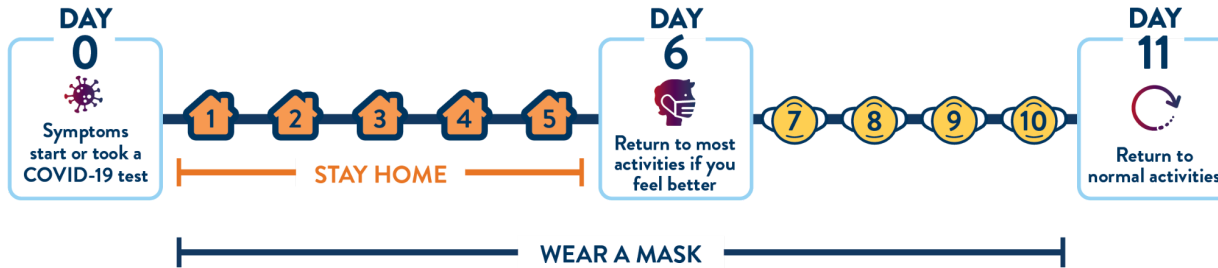 DAY
0
Symptoms
start or took a
COVID-19 test
1
2
3
4
5
STAY HOME
DAY
6
Return to most
activities if you
feel better
7
8
9
10
DAY
11
Return to
normal activities
WEAR A MASK